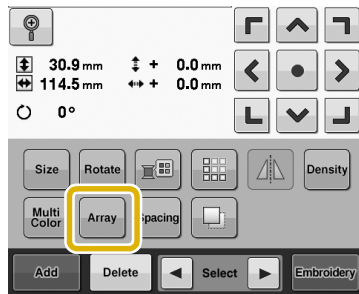 30.9 mm + 0.0 mm
114.5 mm + 0.0 mm
0°
Size Rotate Density
Multi Color Array Spacing
Add Delete Select Embroidery